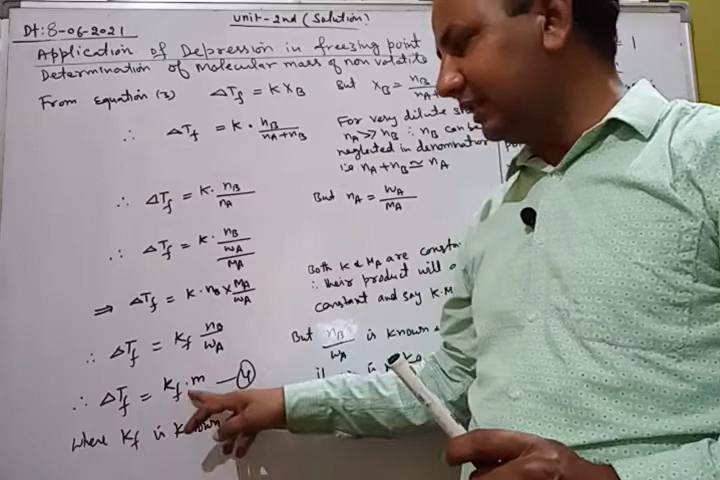 Dt:8-06-2021
Unit-2nd (Solution)
Application of Depression in freezing point
Determination of Molecular mass of non volatile
From Equation (3) ΔTf = K XB But XB = nB / nA+
= 1
∴ ΔTf = K · nB / nA+nB
For very dilute
nA >> nB ∴ nB can be
neglected in denominator
i.e nA + nB ≃ nA
∴ ΔTf = K · nB / nA But nA = WA / MA
∴ ΔTf = K · nB / WA / MA
Both K & MA are consta
∴ their product will
constant and say K.M
⇒ ΔTf = K · nB × MA / WA
∴ ΔTf = Kf nB / WA
But nB / WA is known
∴ ΔTf = Kf · m — 4
where Kf is known